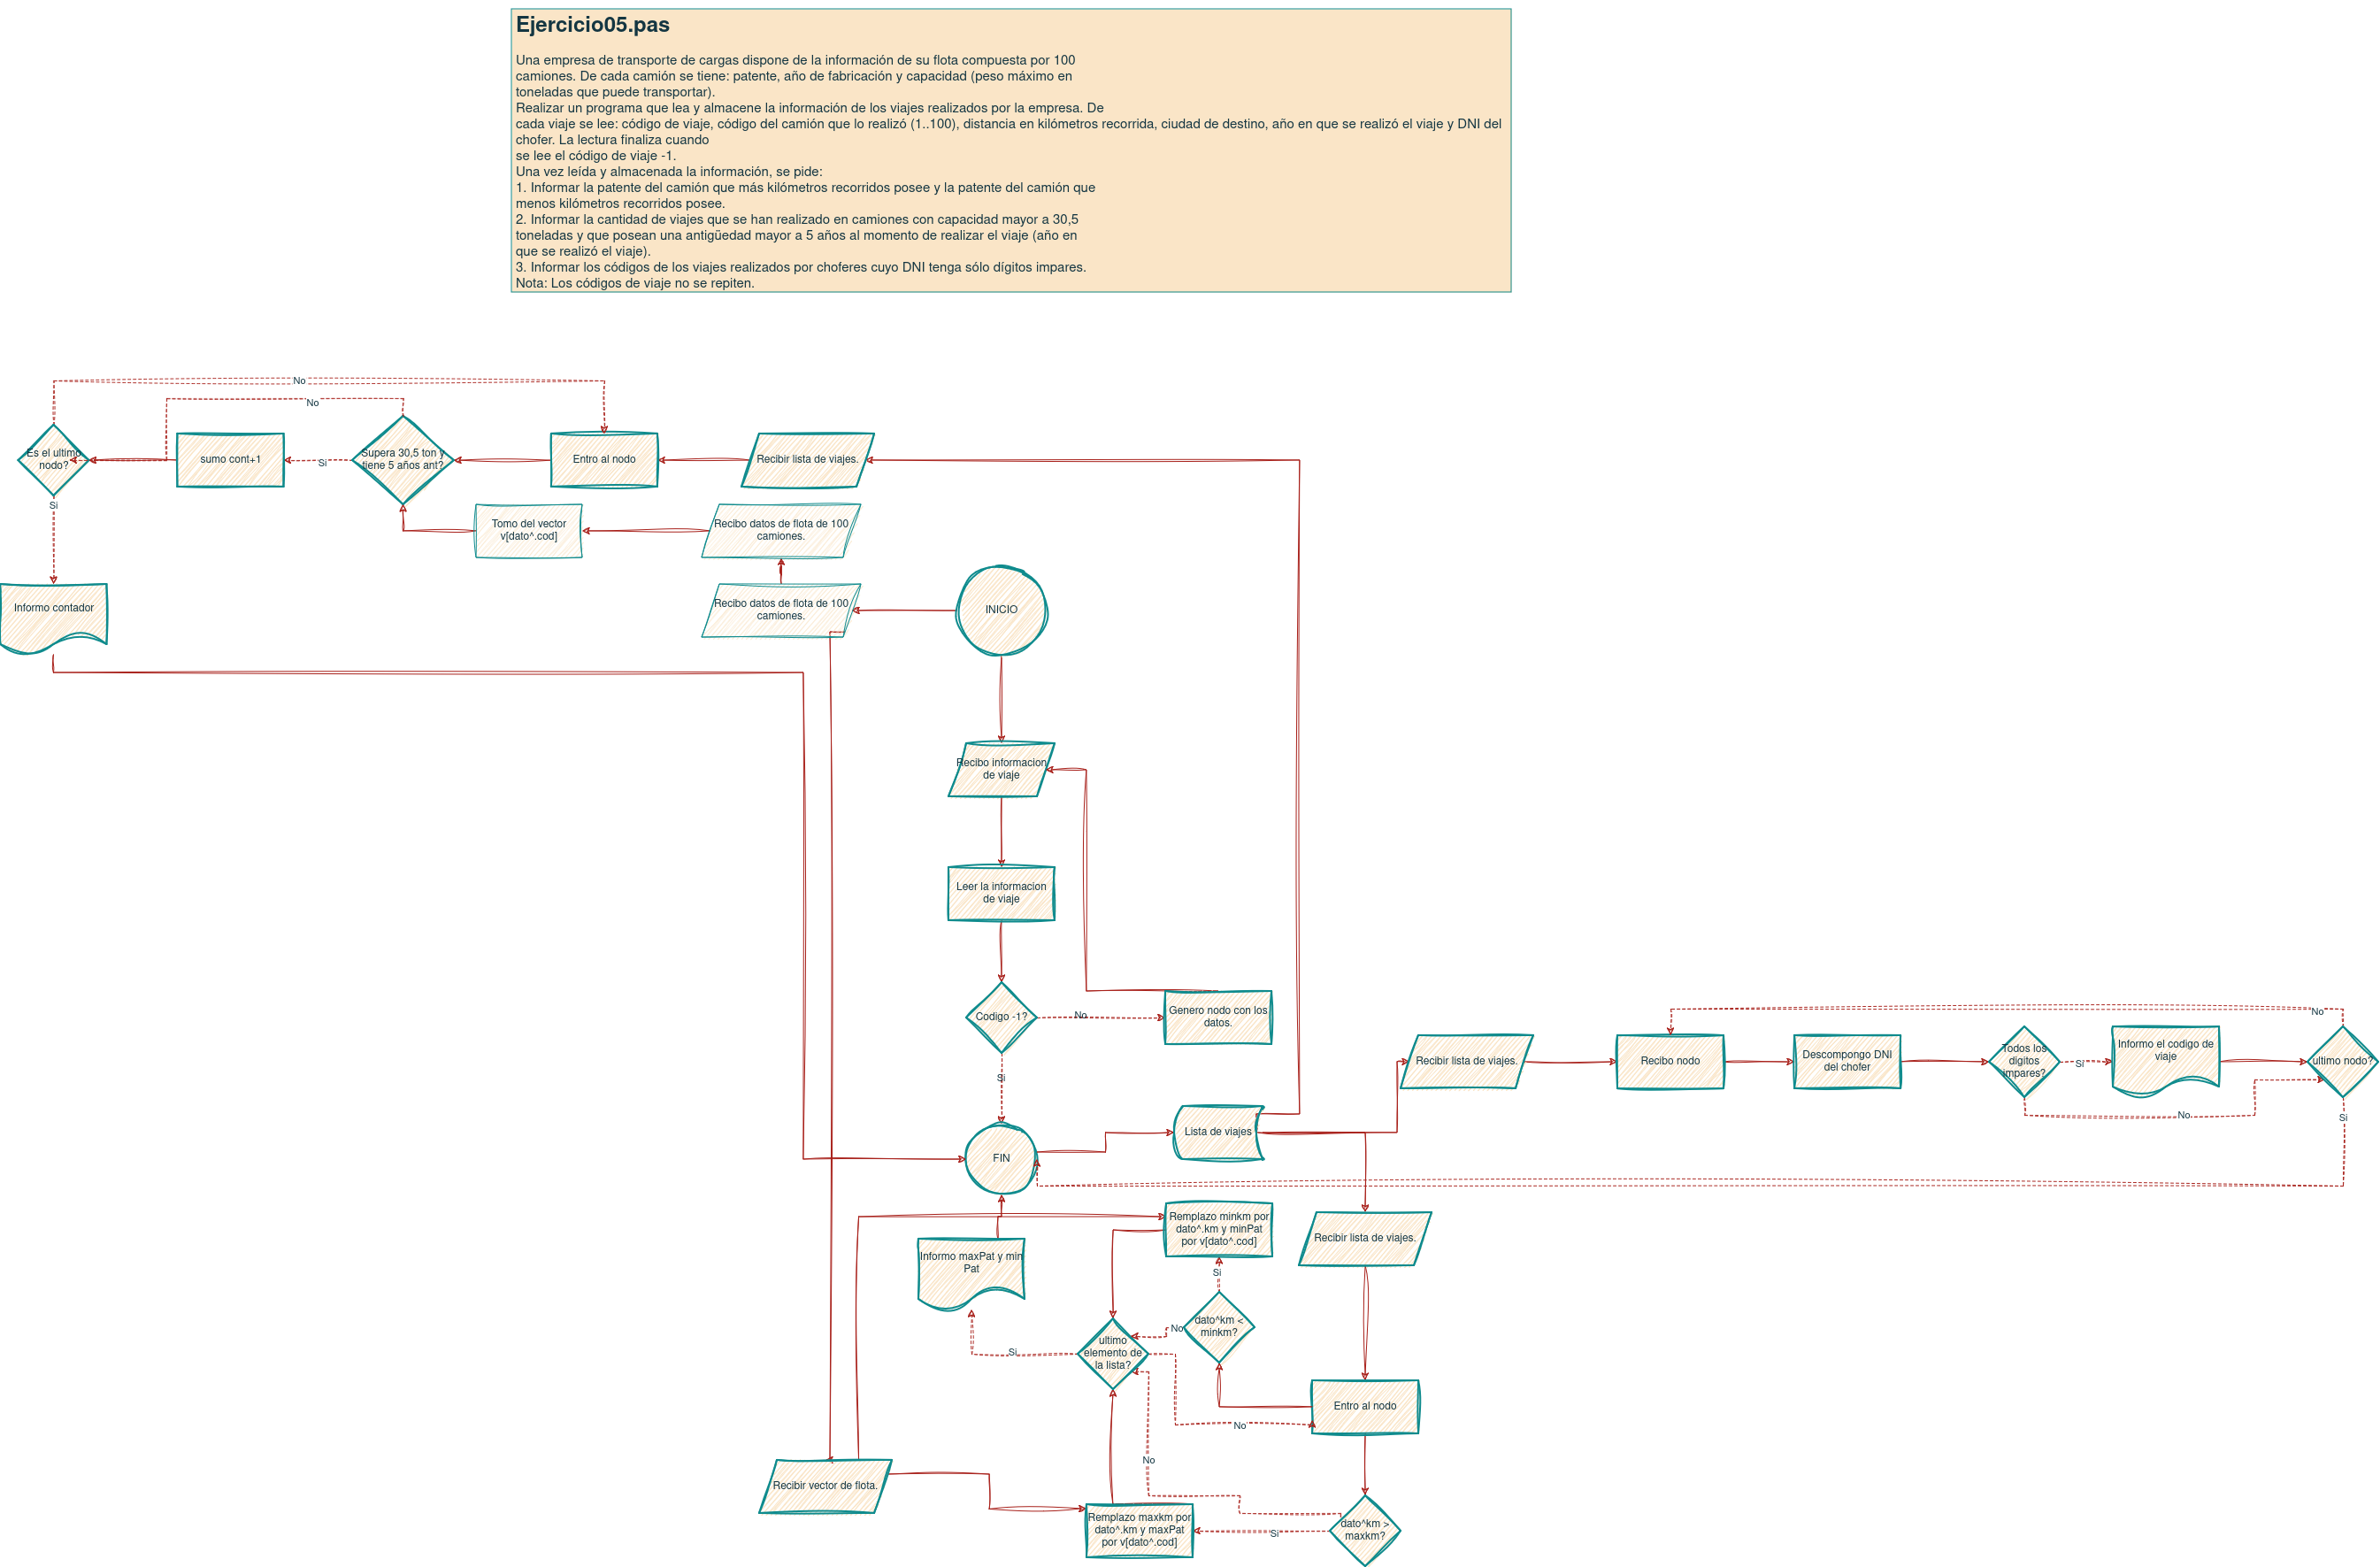 Ejercicio05.pas
Una empresa de transporte de cargas dispone de la información de su flota compuesta por 100
camiones. De cada camión se tiene: patente, año de fabricación y capacidad (peso máximo en
toneladas que puede transportar).
Realizar un programa que lea y almacene la información de los viajes realizados por la empresa. De
cada viaje se lee: código de viaje, código del camión que lo realizó (1..100), distancia en kilómetros recorrida, ciudad de destino, año en que se realizó el viaje y DNI del
chofer. La lectura finaliza cuando
se lee el código de viaje -1.
Una vez leída y almacenada la información, se pide:
1. Informar la patente del camión que más kilómetros recorridos posee y la patente del camión que
menos kilómetros recorridos posee.
2. Informar la cantidad de viajes que se han realizado en camiones con capacidad mayor a 30,5
toneladas y que posean una antigüedad mayor a 5 años al momento de realizar el viaje (año en
que se realizó el viaje).
3. Informar los códigos de los viajes realizados por choferes cuyo DNI tenga sólo dígitos impares.
Nota: Los códigos de viaje no se repiten.
No
No
Es el ultimo
nodo?
sumo cont+1
Si
Supera 30,5 ton y
tiene 5 años ant?
Entro al nodo
Recibir lista de viajes.
Si
Tomo del vector
v[dato^.cod]
Recibo datos de flota de 100
camiones.
Informo contador
Recibo datos de flota de 100
camiones.
INICIO
Recibo informacion
de viaje
Leer la informacion
de viaje
Codigo -1?
No
Genero nodo con los
datos.
Si
FIN
Lista de viajes
Recibir lista de viajes.
Recibo nodo
Descompongo DNI
del chofer
Todos los
digitos
impares?
Si
Informo el codigo de
viaje
ultimo nodo?
No
No
Si
Remplazo minkm por
dato^.km y minPat
por v[dato^.cod]
Recibir lista de viajes.
Informo maxPat y min
Pat
Si
dato^km <
minkm?
No
ultimo
elemento de
la lista?
Si
Entro al nodo
No
No
Recibir vector de flota.
Remplazo maxkm por
dato^.km y maxPat
por v[dato^.cod]
Si
dato^km >
maxkm?